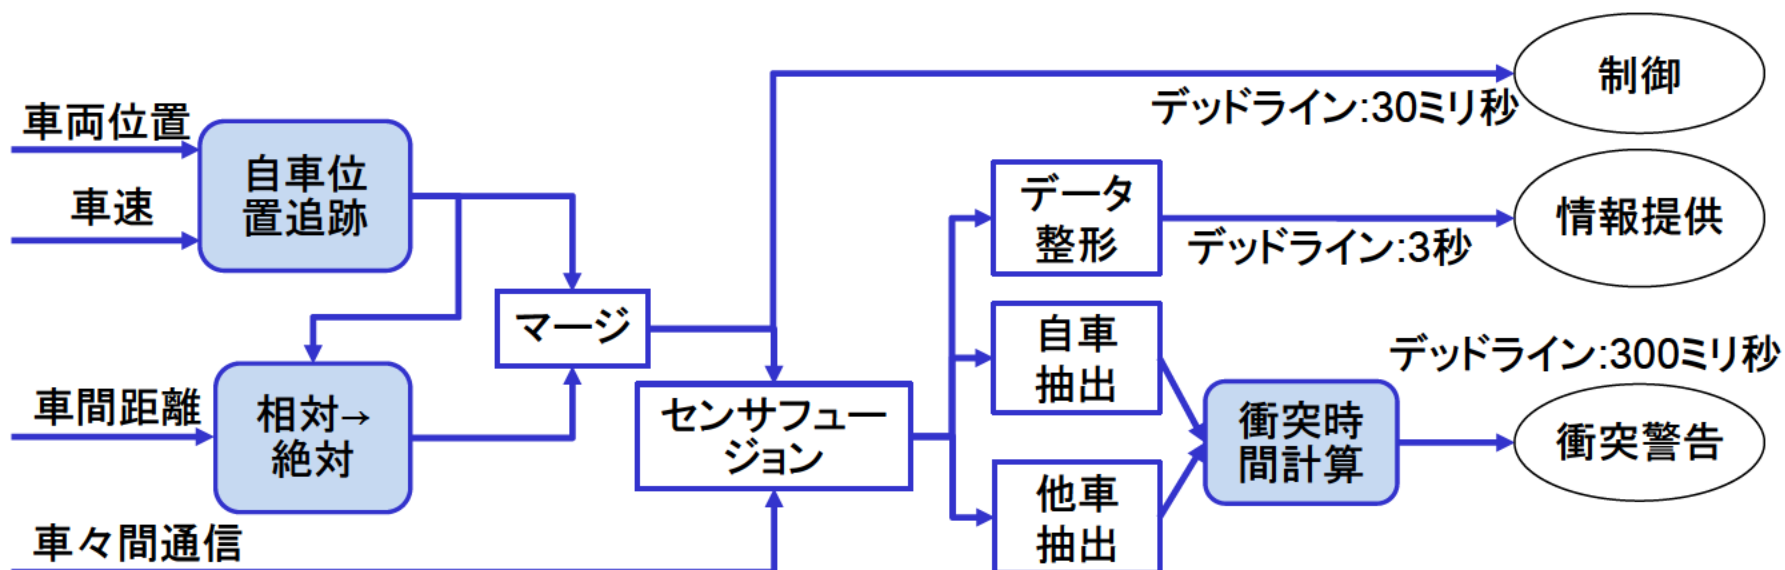 車両位置
車速
自車位
置追跡
車間距離
相対→
絶対
車々間通信
マージ
センサフュー
ジョン
データ
整形
自車
抽出
他車
抽出
衝突時
間計算
デッドライン:30ミリ秒
制御
デッドライン:3秒
情報提供
デッドライン:300ミリ秒
衝突警告